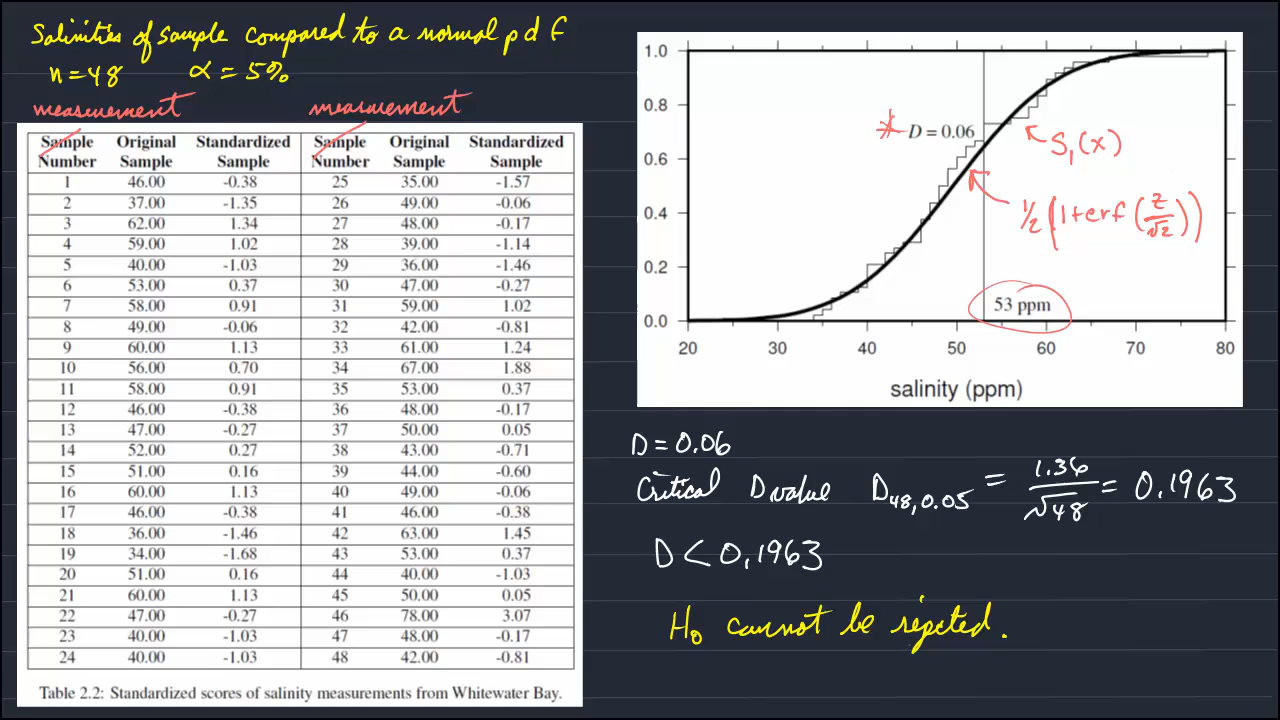 Salinities of sample compared to a normal pdf
n=48 α = 5%
measurement measurement
Sample Number Original Sample Standardized Sample Sample Number Original Sample Standardized Sample
1 46.00 -0.38 25 35.00 -1.57
2 37.00 -1.35 26 49.00 -0.06
3 62.00 1.34 27 48.00 -0.17
4 59.00 1.02 28 39.00 -1.14
5 40.00 -1.03 29 36.00 -1.46
6 53.00 0.37 30 47.00 -0.27
7 58.00 0.91 31 59.00 1.02
8 49.00 -0.06 32 42.00 -0.81
9 60.00 1.13 33 61.00 1.24
10 56.00 0.70 34 67.00 1.88
11 58.00 0.91 35 53.00 0.37
12 46.00 -0.38 36 48.00 -0.17
13 47.00 -0.27 37 50.00 0.05
14 52.00 0.27 38 43.00 -0.71
15 51.00 0.16 39 44.00 -0.60
16 60.00 1.13 40 49.00 -0.06
17 46.00 -0.38 41 46.00 -0.38
18 36.00 -1.46 42 63.00 1.45
19 34.00 -1.68 43 53.00 0.37
20 51.00 0.16 44 40.00 -1.03
21 60.00 1.13 45 50.00 0.05
22 47.00 -0.27 46 78.00 3.07
23 40.00 -1.03 47 48.00 -0.17
24 40.00 -1.03 48 42.00 -0.81
Table 2.2: Standardized scores of salinity measurements from Whitewater Bay.
1.0
0.8
D = 0.06
S₁(x)
0.6
0.4
½(1+erf(z/√2))
0.2
53 ppm
0.0
20 30 40 50 60 70 80
salinity (ppm)
D = 0.06
Critical D value D48,0.05 = 1.36/√48 = 0.1963
D < 0.1963
H₀ cannot be rejected.